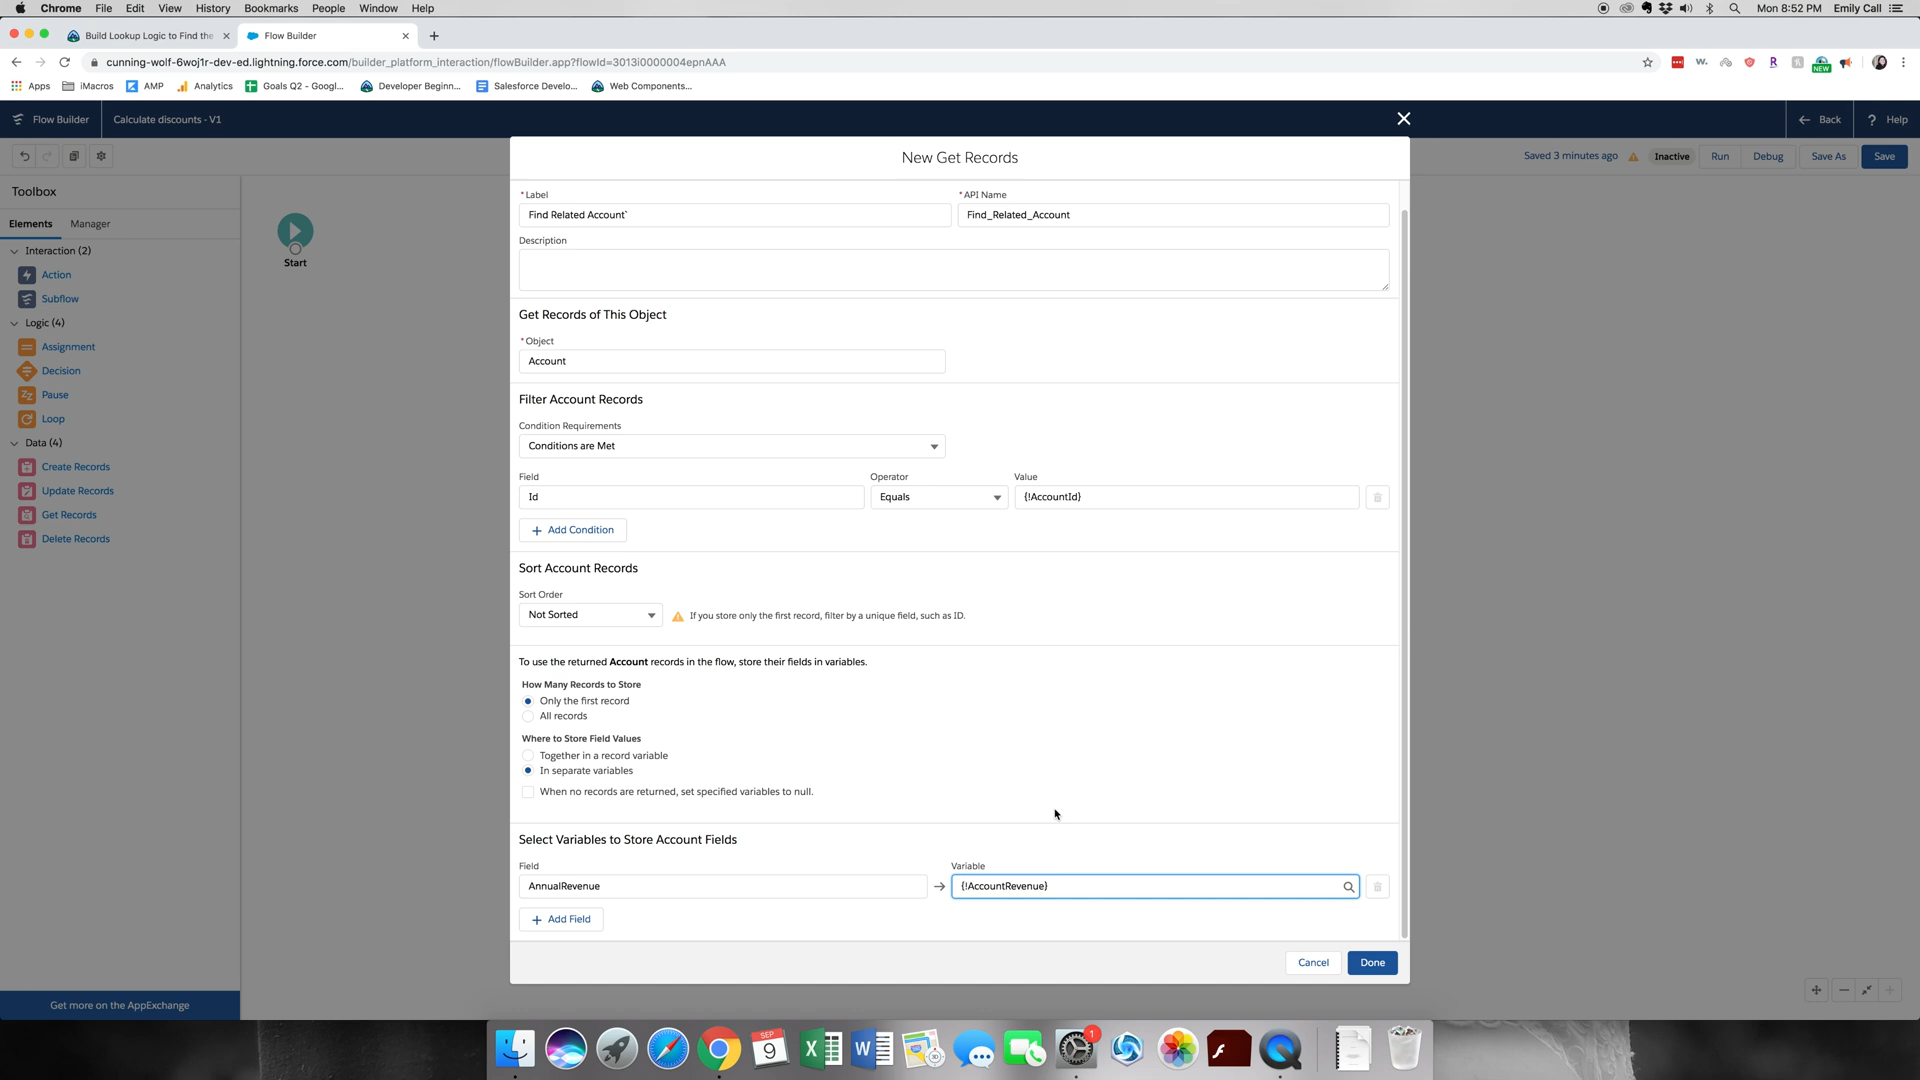 Chrome File Edit View History Bookmarks People Window Help Mon 8:52 PM Emily Call
Build Lookup Logic to Find the
Flow Builder
cunning-wolf-6woj1r-dev-ed.lightning.force.com/builder_platform_interaction/flowBuilder.app?flowId=3013i0000004epnAAA
NEW
Apps iMacros AMP Analytics Goals Q2 - Googl... Developer Beginn... Salesforce Develo... Web Components...
Flow Builder Calculate discounts - V1 Back ? Help
New Get Records
Saved 3 minutes ago Inactive Run Debug Save As Save
Toolbox
Elements Manager
Interaction (2)
Action
Subflow
Logic (4)
Assignment
Decision
Pause
Loop
Data (4)
Create Records
Update Records
Get Records
Delete Records
Get more on the AppExchange
Start
* Label
Find Related Account`
* API Name
Find_Related_Account
Description
Get Records of This Object
* Object
Account
Filter Account Records
Condition Requirements
Conditions are Met
Field Operator Value
Id Equals {!AccountId}
+ Add Condition
Sort Account Records
Sort Order
Not Sorted If you store only the first record, filter by a unique field, such as ID.
To use the returned Account records in the flow, store their fields in variables.
How Many Records to Store
Only the first record
All records
Where to Store Field Values
Together in a record variable
In separate variables
When no records are returned, set specified variables to null.
Select Variables to Store Account Fields
Field Variable
AnnualRevenue → {!AccountRevenue}
+ Add Field
Cancel Done
SEP
9
1